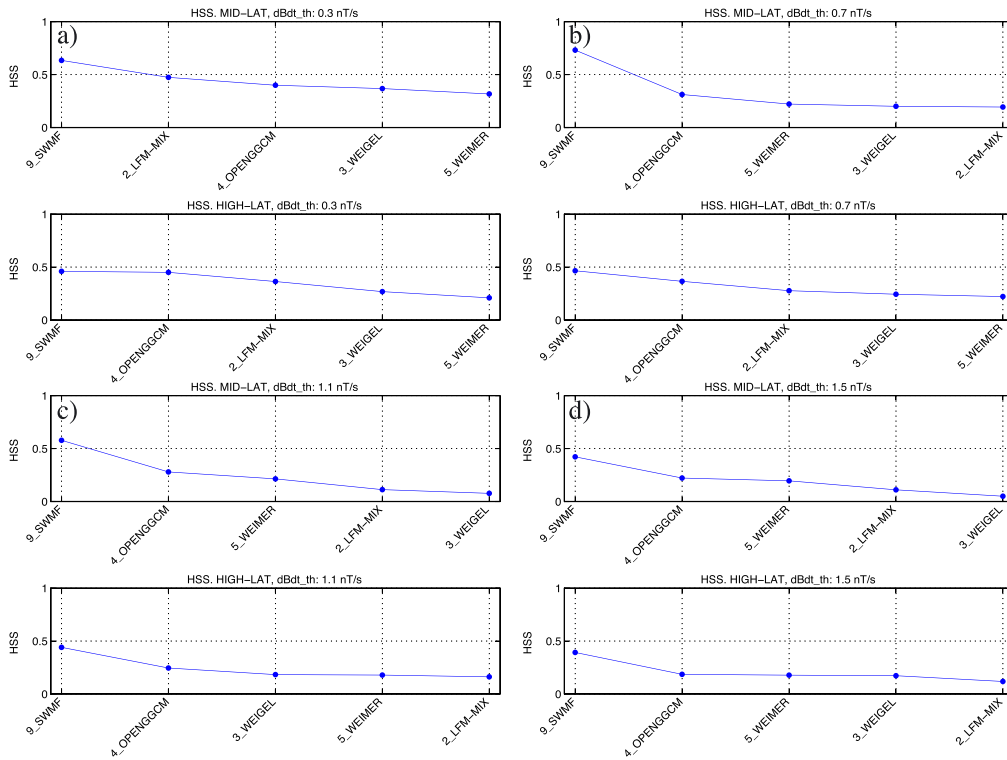 a)
HSS. MID−LAT, dBdt_th: 0.3 nT/s
1
0.5
0
HSS
9_SWMF
2_LFM−MIX
4_OPENGGCM
3_WEIGEL
5_WEIMER
HSS. HIGH−LAT, dBdt_th: 0.3 nT/s
1
0.5
0
HSS
9_SWMF
4_OPENGGCM
2_LFM−MIX
3_WEIGEL
5_WEIMER
b)
HSS. MID−LAT, dBdt_th: 0.7 nT/s
1
0.5
0
HSS
9_SWMF
4_OPENGGCM
5_WEIMER
3_WEIGEL
2_LFM−MIX
HSS. HIGH−LAT, dBdt_th: 0.7 nT/s
1
0.5
0
HSS
9_SWMF
4_OPENGGCM
2_LFM−MIX
3_WEIGEL
5_WEIMER
c)
HSS. MID−LAT, dBdt_th: 1.1 nT/s
1
0.5
0
HSS
9_SWMF
4_OPENGGCM
5_WEIMER
2_LFM−MIX
3_WEIGEL
HSS. HIGH−LAT, dBdt_th: 1.1 nT/s
1
0.5
0
HSS
9_SWMF
4_OPENGGCM
3_WEIGEL
5_WEIMER
2_LFM−MIX
d)
HSS. MID−LAT, dBdt_th: 1.5 nT/s
1
0.5
0
HSS
9_SWMF
4_OPENGGCM
5_WEIMER
2_LFM−MIX
3_WEIGEL
HSS. HIGH−LAT, dBdt_th: 1.5 nT/s
1
0.5
0
HSS
9_SWMF
4_OPENGGCM
5_WEIMER
3_WEIGEL
2_LFM−MIX